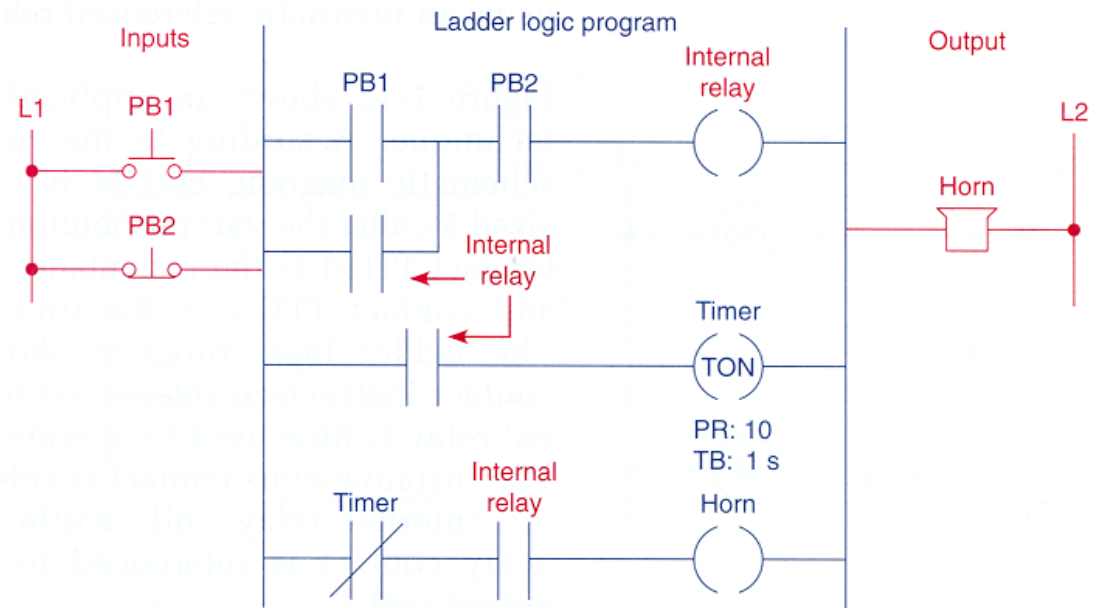 Inputs
Ladder logic program
Output
Internal
relay
PB1
PB2
L1
PB1
L2
Horn
PB2
Internal
relay
Timer
TON
PR: 10
TB: 1 s
Internal
relay
Timer
Horn